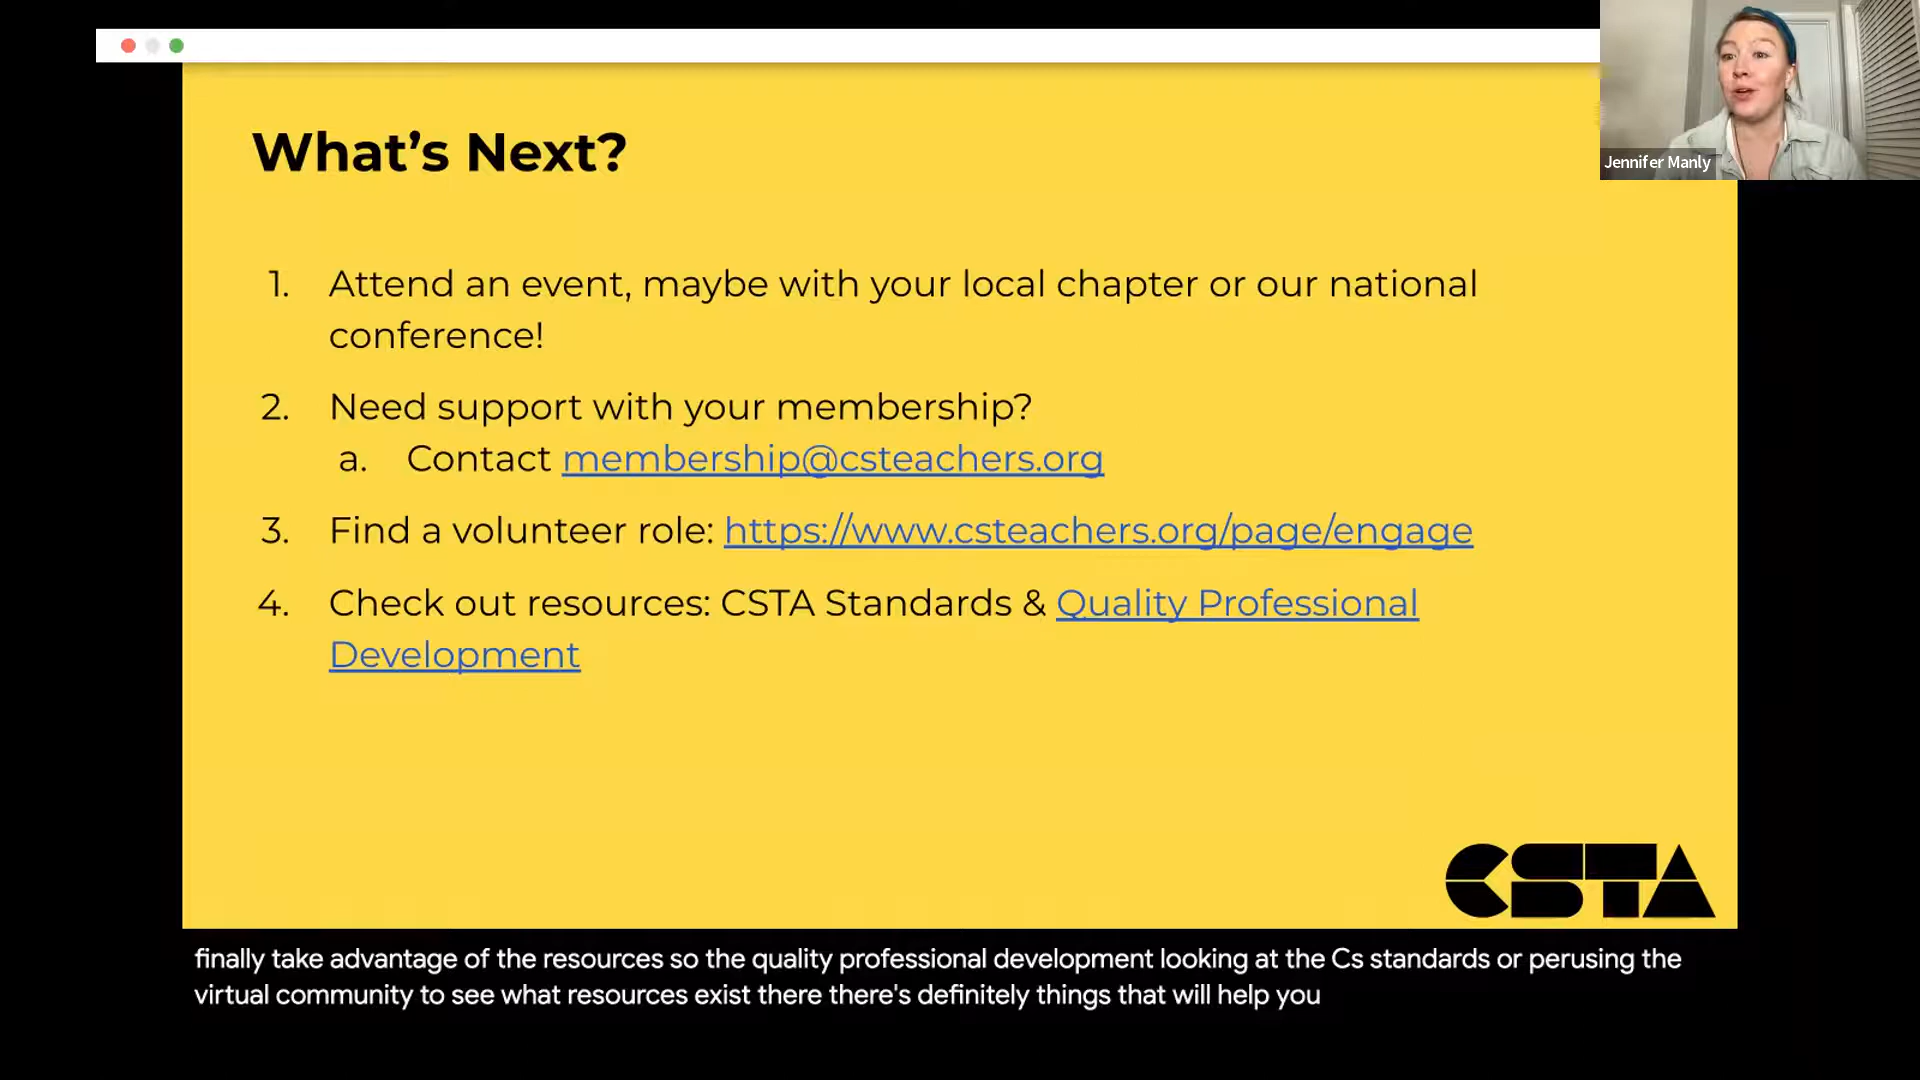 What's Next?
1. Attend an event, maybe with your local chapter or our national
conference!
2. Need support with your membership?
a. Contact membership@csteachers.org
3. Find a volunteer role: https://www.csteachers.org/page/engage
4. Check out resources: CSTA Standards & Quality Professional
Development
CSTA
Jennifer Manly
finally take advantage of the resources so the quality professional development looking at the Cs standards or perusing the
virtual community to see what resources exist there there's definitely things that will help you